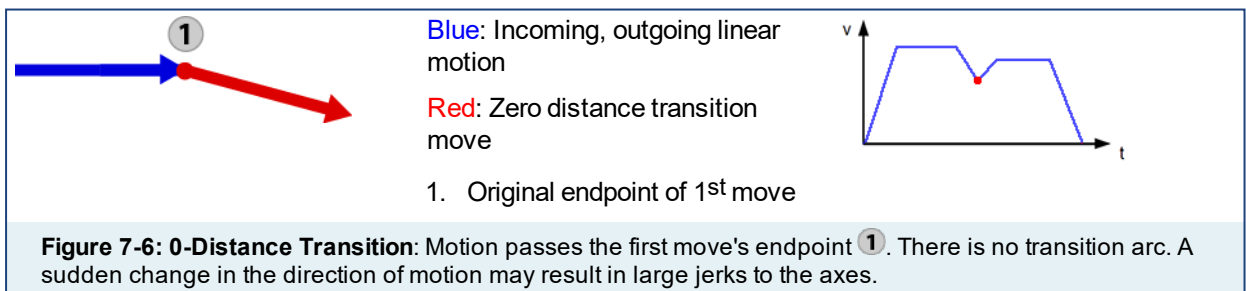 1
Blue: Incoming, outgoing linear
motion
Red: Zero distance transition
move
1. Original endpoint of 1st move
v
t
Figure 7-6: 0-Distance Transition: Motion passes the first move's endpoint 1. There is no transition arc. A
sudden change in the direction of motion may result in large jerks to the axes.